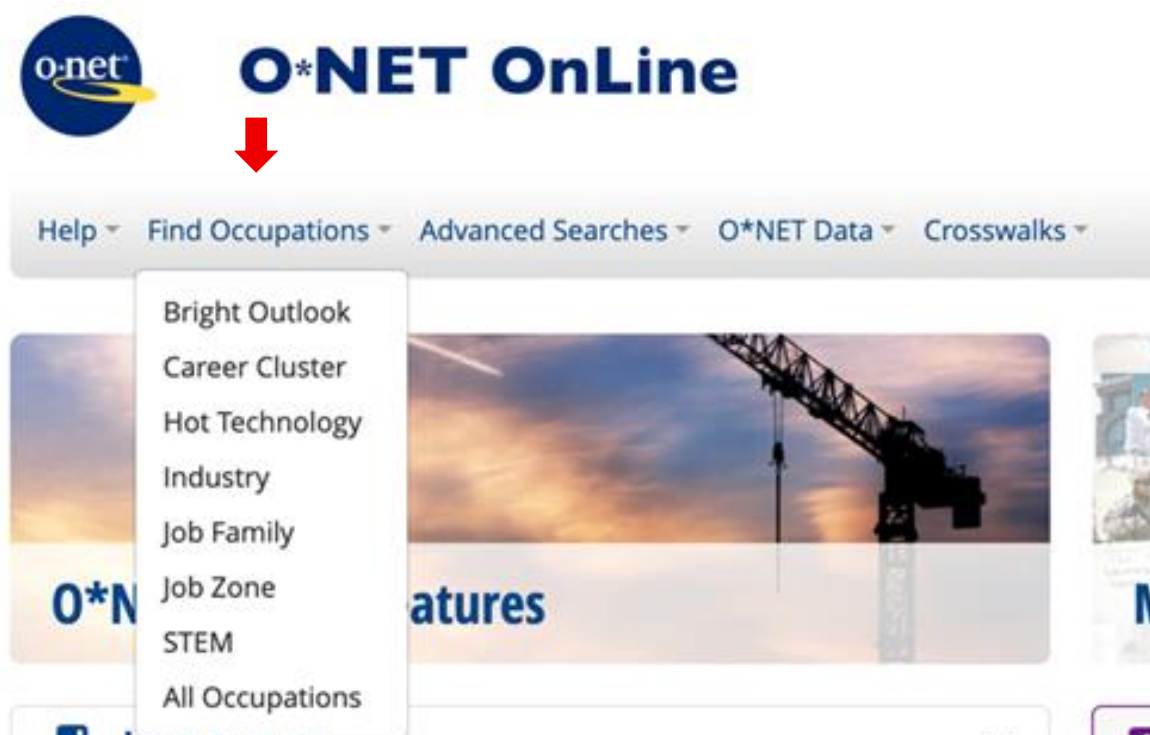 o·net
O*NET OnLine
Help Find Occupations Advanced Searches O*NET Data Crosswalks
Bright Outlook
Career Cluster
Hot Technology
Industry
Job Family
Job Zone
STEM
All Occupations
O*N atures